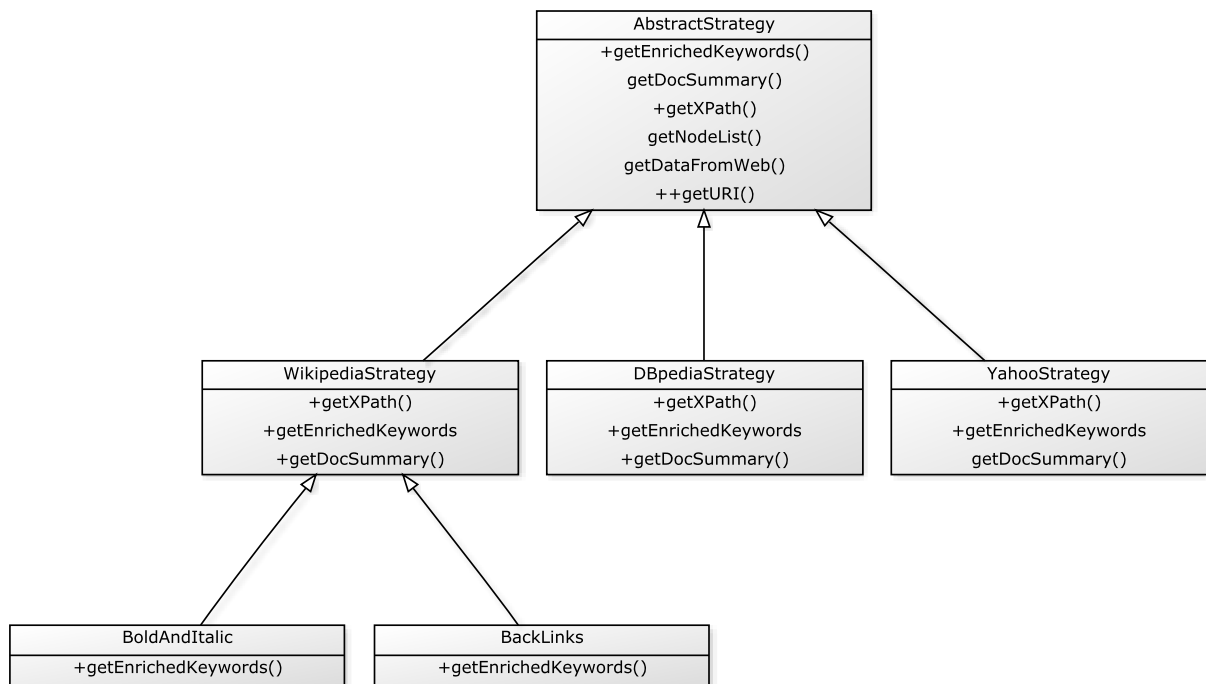 AbstractStrategy
+getEnrichedKeywords()
getDocSummary()
+getXPath()
getNodeList()
getDataFromWeb()
++getURI()
WikipediaStrategy
+getXPath()
+getEnrichedKeywords
+getDocSummary()
DBpediaStrategy
+getXPath()
+getEnrichedKeywords
+getDocSummary()
YahooStrategy
+getXPath()
+getEnrichedKeywords
getDocSummary()
BoldAndItalic
+getEnrichedKeywords()
BackLinks
+getEnrichedKeywords()